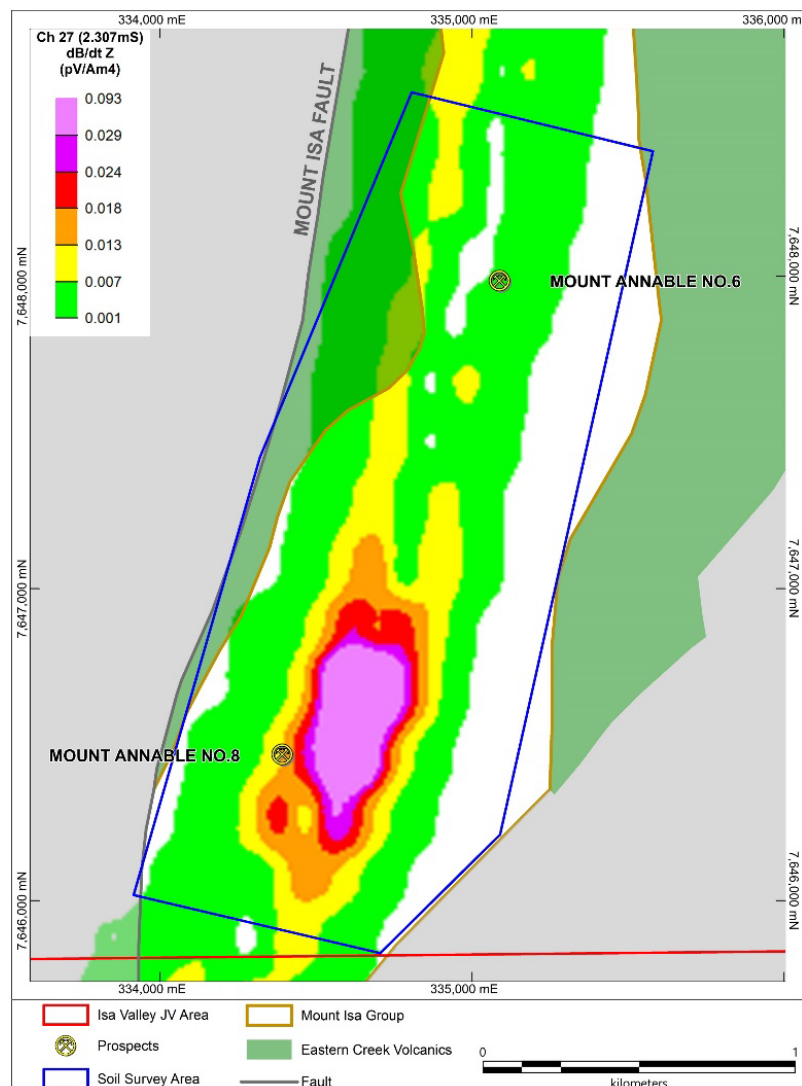 334,000 mE
335,000 mE
336,000 mE
Ch 27 (2.307mS)
dB/dt Z
(pV/Am4)
0.093
0.029
0.024
0.018
0.013
0.007
0.001
MOUNT ISA FAULT
7,648,000 mN
7,648,000 mN
MOUNT ANNABLE NO.6
7,647,000 mN
7,647,000 mN
MOUNT ANNABLE NO.8
7,646,000 mN
7,646,000 mN
334,000 mE
335,000 mE
Isa Valley JV Area
Mount Isa Group
Prospects
Eastern Creek Volcanics
Soil Survey Area
Fault
0
1
kilometers